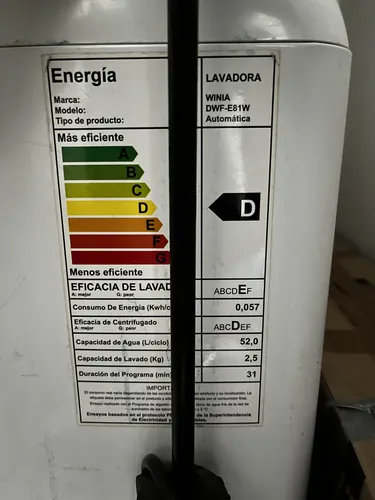 Energía LAVADORA
Marca: WINIA
Modelo: DWF-E81W
Tipo de producto: Automática
Más eficiente
A
B
C
D D
E
F
G
Menos eficiente
EFICACIA DE LAVAD ABCDEF
A: mejor G: peor
Consumo De Energía (Kwh/c 0,057
Eficacia de Centrifugado ABCDEF
A: mejor G: peor
Capacidad de Agua (L/ciclo) 52,0
Capacidad de Lavado (Kg) 2,5
Duración del Programa (min) 31
IMPORTA
Ensayos basados en el protocolo P de la Superintendencia
de Electricidad y